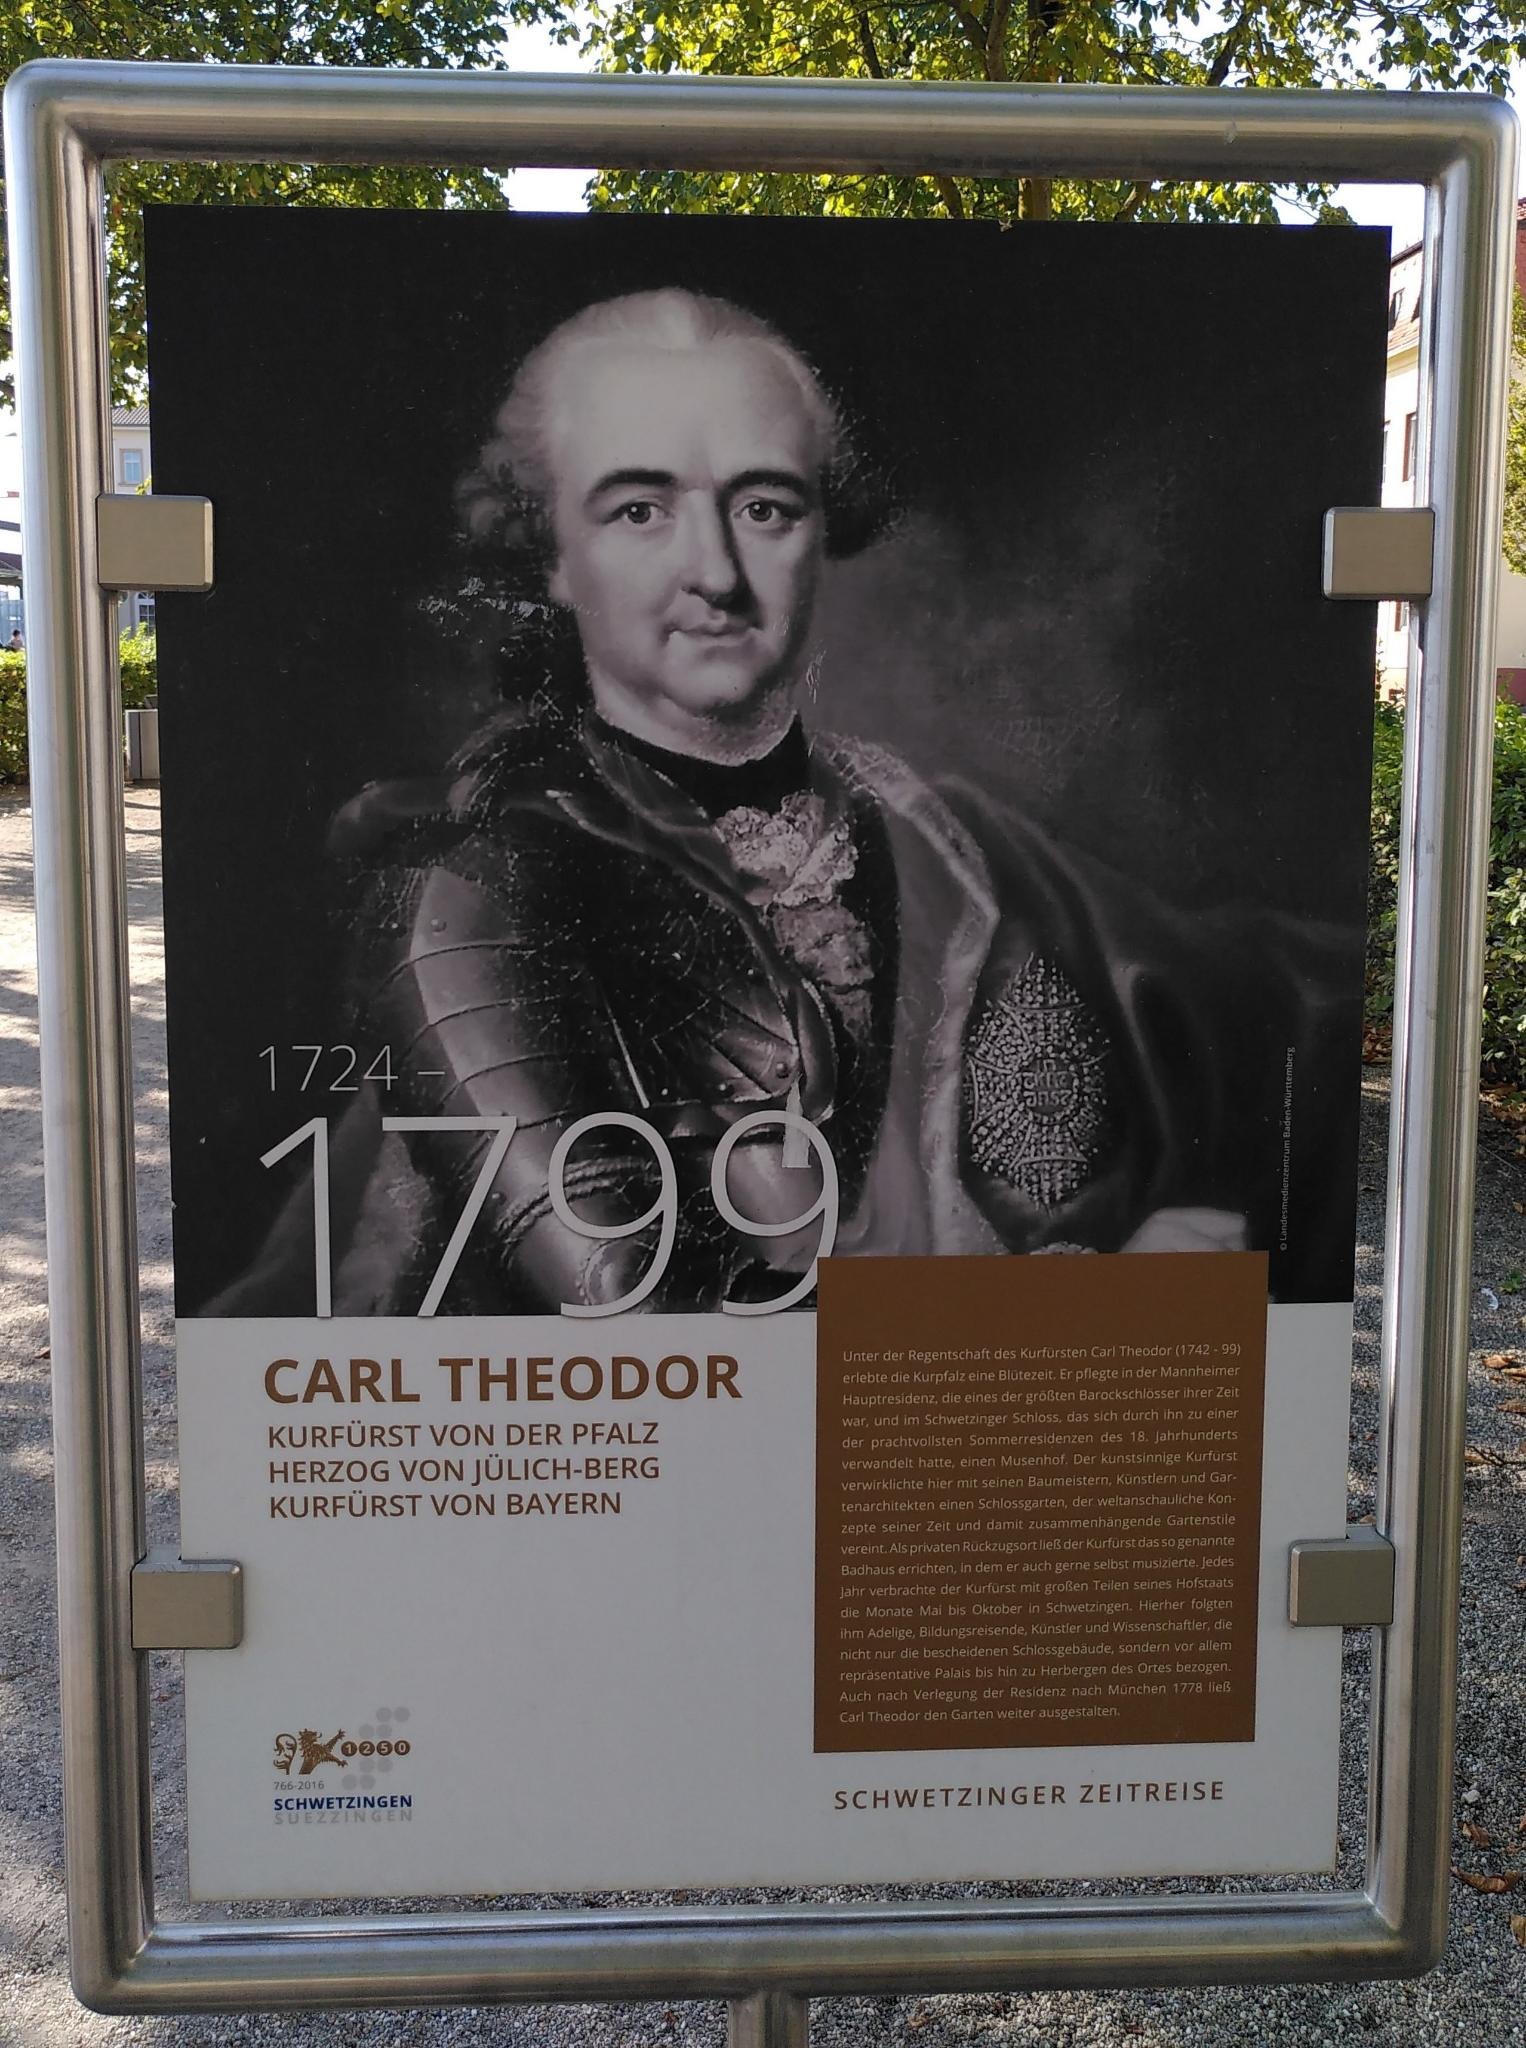 1724 –
1799
© Landesmedienzentrum Baden-Württemberg
CARL THEODOR
KURFÜRST VON DER PFALZ
HERZOG VON JÜLICH-BERG
KURFÜRST VON BAYERN
Unter der Regentschaft des Kurfürsten Carl Theodor (1742 - 99)
erlebte die Kurpfalz eine Blütezeit. Er pflegte in der Mannheimer
Hauptresidenz, die eines der größten Barockschlösser ihrer Zeit
war, und im Schwetzinger Schloss, das sich durch ihn zu einer
der prachtvollsten Sommerresidenzen des 18. Jahrhunderts
verwandelt hatte, einen Musenhof. Der kunstsinnige Kurfürst
verwirklichte hier mit seinen Baumeistern, Künstlern und Gar-
tenarchitekten einen Schlossgarten, der weltanschauliche Kon-
zepte seiner Zeit und damit zusammenhängende Gartenstile
vereint. Als privaten Rückzugsort ließ der Kurfürst das so genannte
Badhaus errichten, in dem er auch gerne selbst musizierte. Jedes
Jahr verbrachte der Kurfürst mit großen Teilen seines Hofstaats
die Monate Mai bis Oktober in Schwetzingen. Hierher folgten
ihm Adelige, Bildungsreisende, Künstler und Wissenschaftler, die
nicht nur die bescheidenen Schlossgebäude, sondern vor allem
repräsentative Palais bis hin zu Herbergen des Ortes bezogen.
Auch nach Verlegung der Residenz nach München 1778 ließ
Carl Theodor den Garten weiter ausgestalten.
1250
766-2016
SCHWETZINGEN
SUEZZINGEN
SCHWETZINGER ZEITREISE